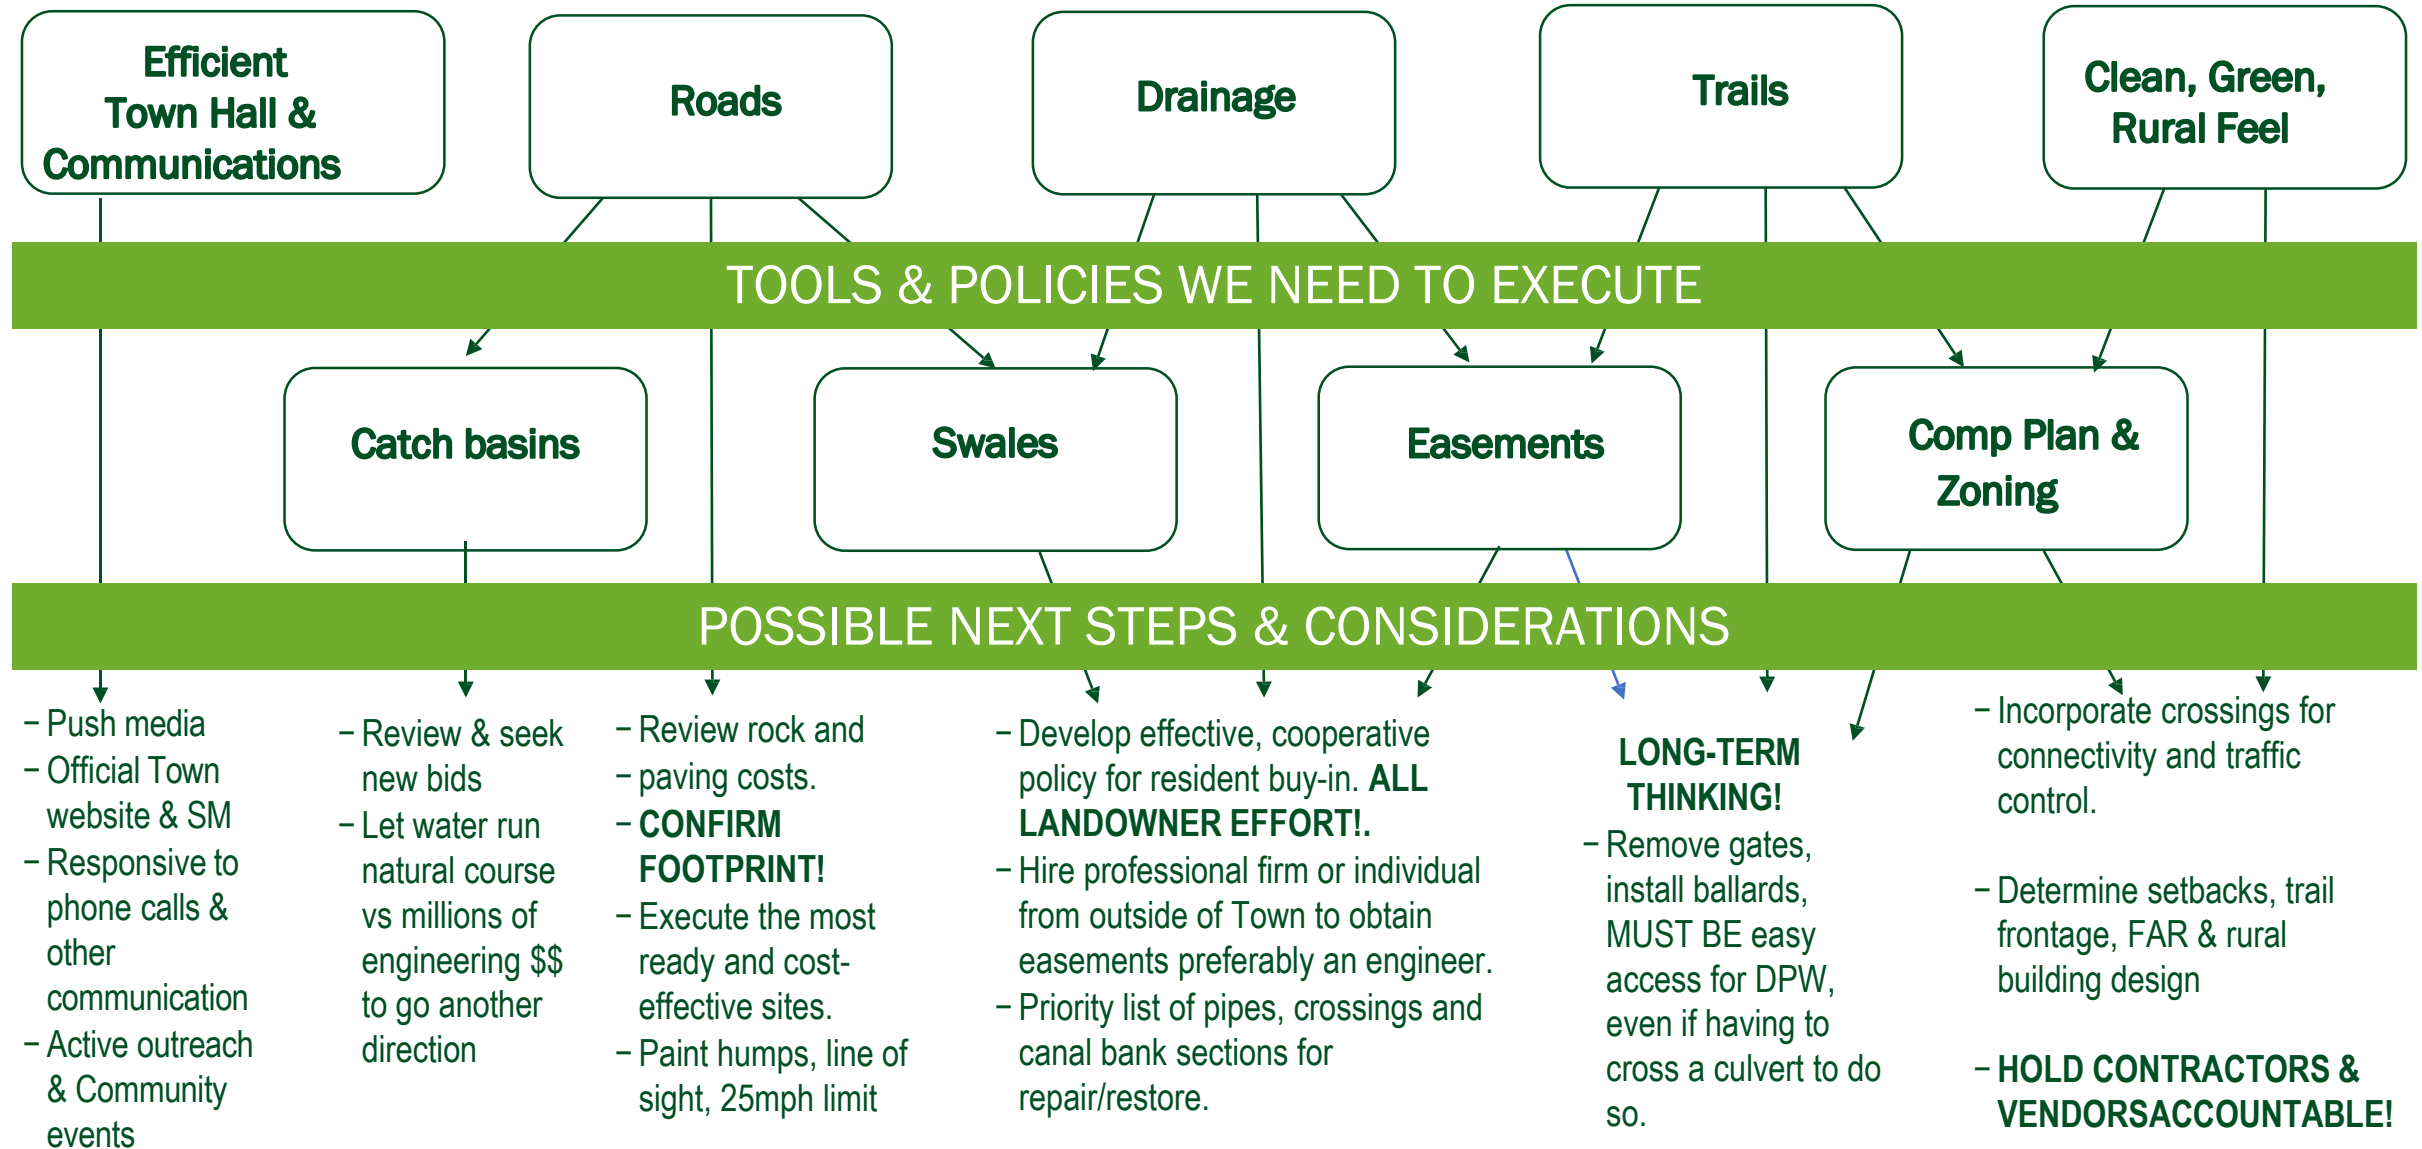 Efficient
Town Hall &
Communications
Roads
Drainage
Trails
Clean, Green,
Rural Feel
TOOLS & POLICIES WE NEED TO EXECUTE
Catch basins
Swales
Easements
Comp Plan &
Zoning
POSSIBLE NEXT STEPS & CONSIDERATIONS
– Push media
– Official Town
website & SM
– Responsive to
phone calls &
other
communication
– Active outreach
& Community
events
– Review & seek
new bids
– Let water run
natural course
vs millions of
engineering $$
to go another
direction
– Review rock and
– paving costs.
– CONFIRM
FOOTPRINT!
– Execute the most
ready and cost-
effective sites.
– Paint humps, line of
sight, 25mph limit
– Develop effective, cooperative
policy for resident buy-in. ALL
LANDOWNER EFFORT!.
– Hire professional firm or individual
from outside of Town to obtain
easements preferably an engineer.
– Priority list of pipes, crossings and
canal bank sections for
repair/restore.
LONG-TERM
THINKING!
– Remove gates,
install ballards,
MUST BE easy
access for DPW,
even if having to
cross a culvert to do
so.
– Incorporate crossings for
connectivity and traffic
control.
– Determine setbacks, trail
frontage, FAR & rural
building design
– HOLD CONTRACTORS &
VENDORSACCOUNTABLE!